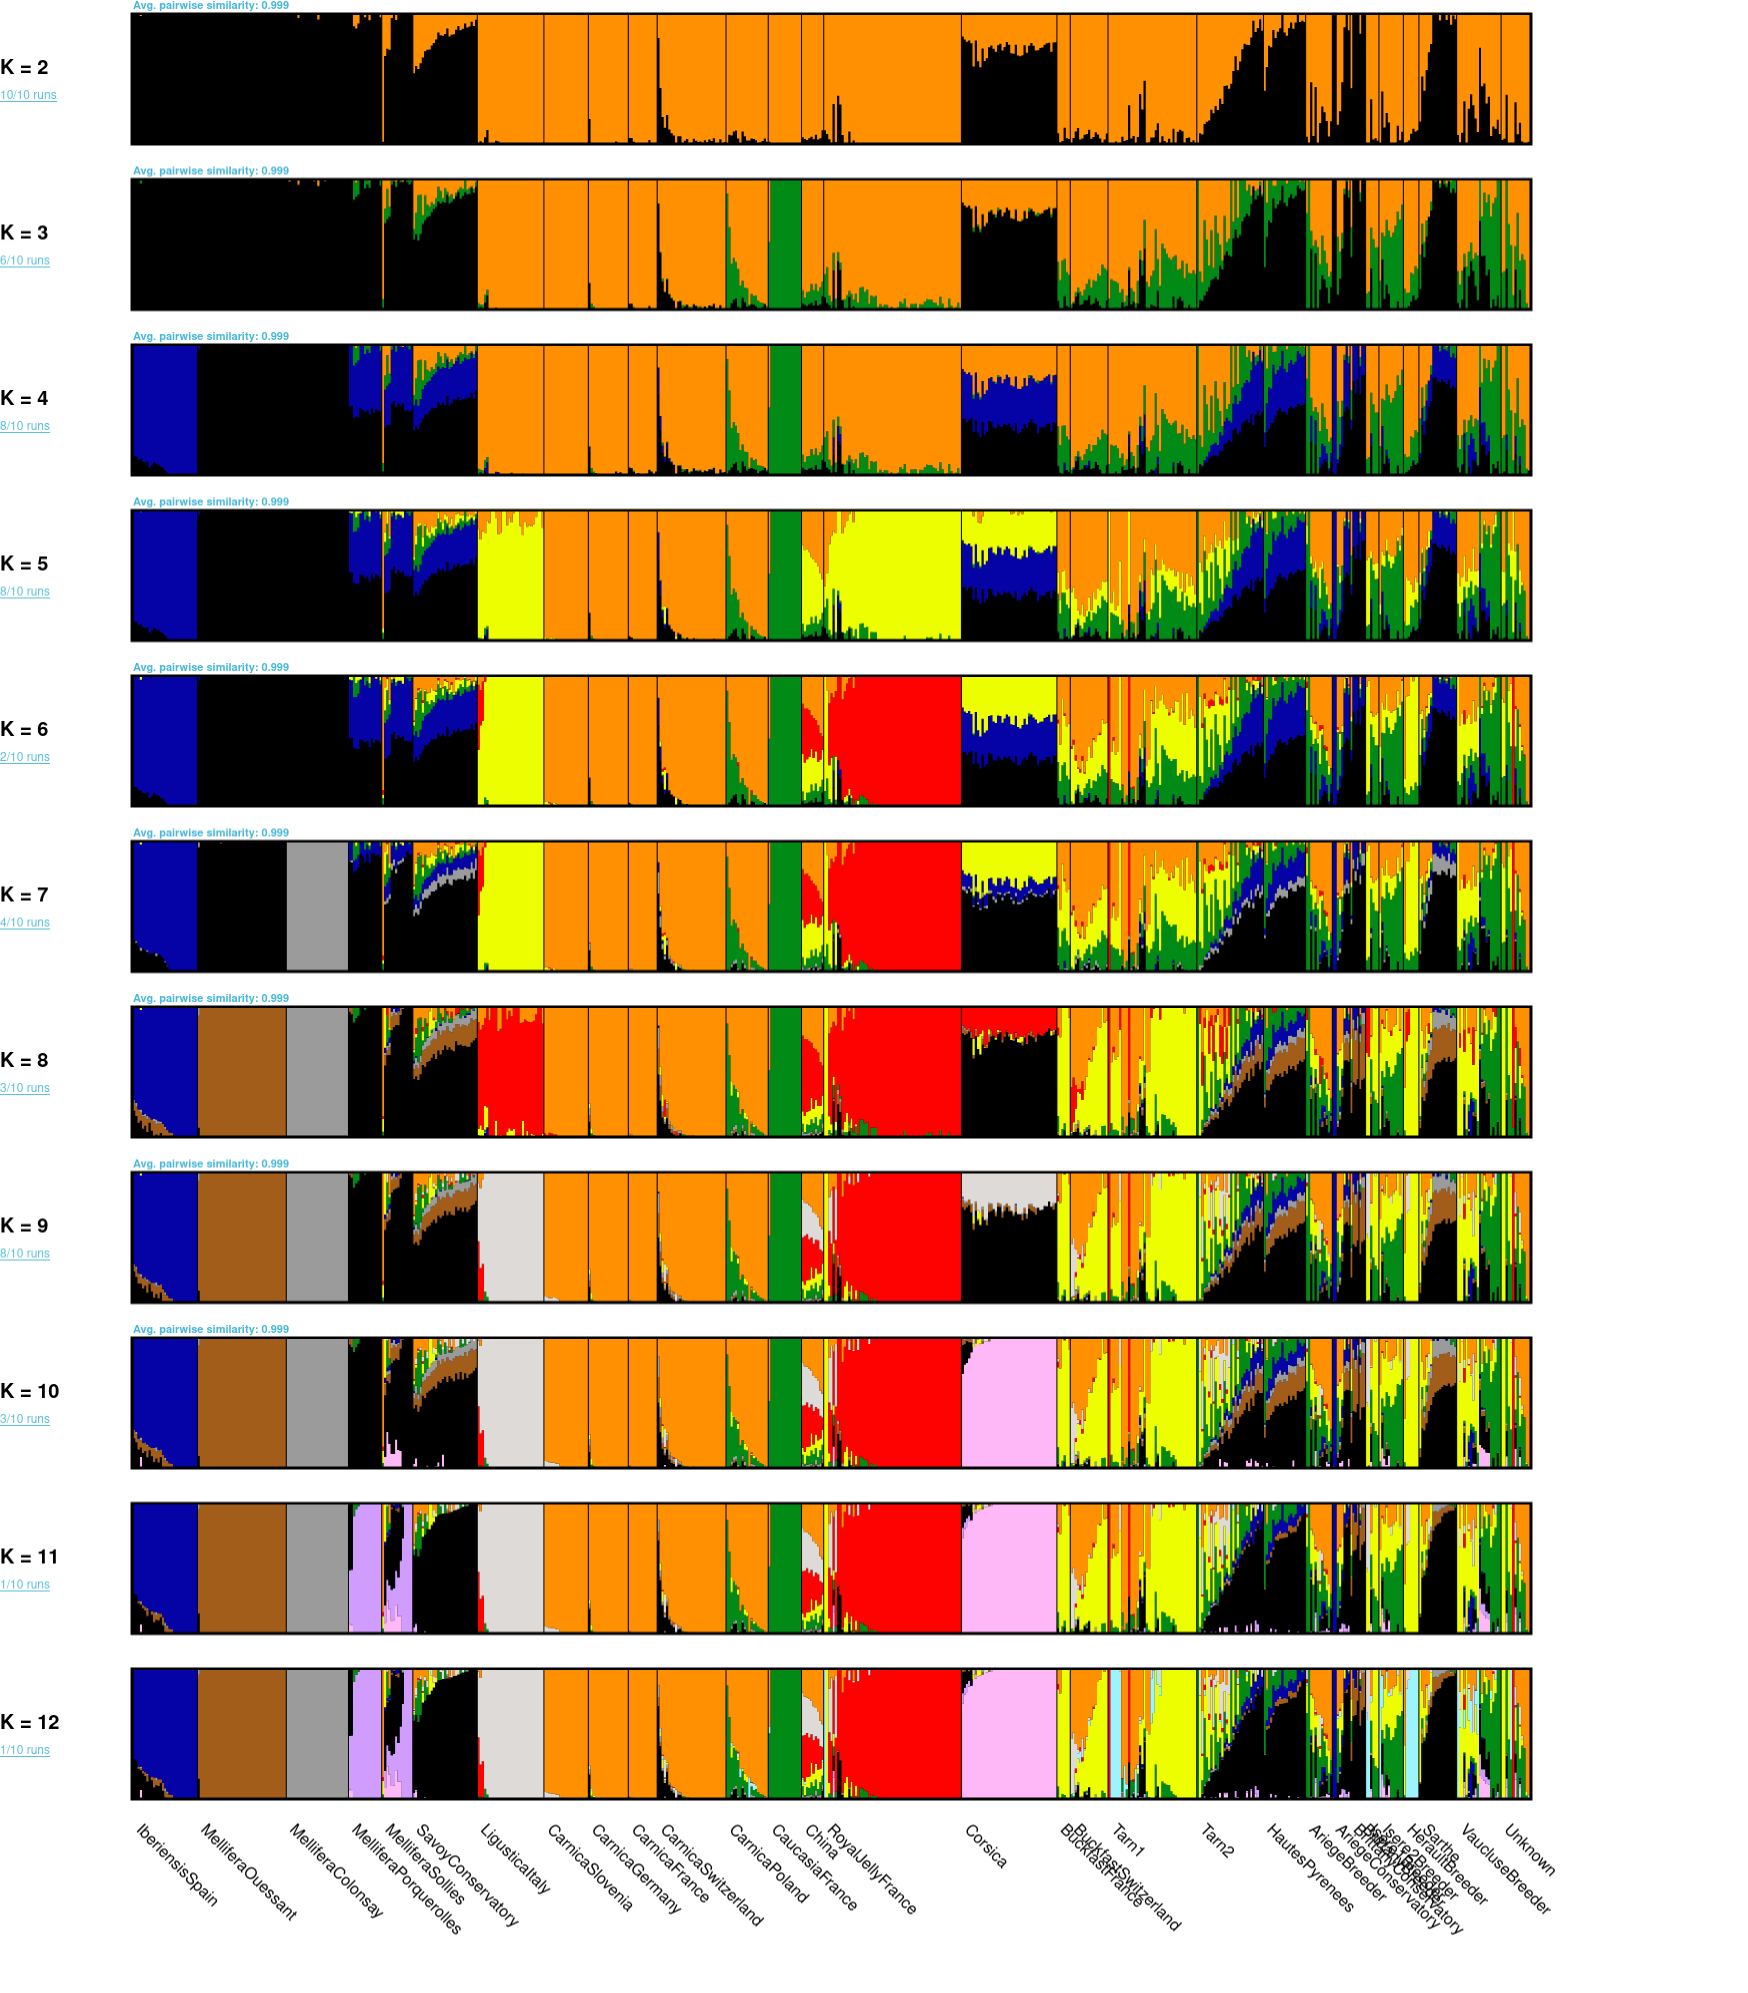 Avg. pairwise similarity: 0.999
K = 2
10/10 runs
Avg. pairwise similarity: 0.999
K = 3
6/10 runs
Avg. pairwise similarity: 0.999
K = 4
8/10 runs
Avg. pairwise similarity: 0.999
K = 5
8/10 runs
Avg. pairwise similarity: 0.999
K = 6
2/10 runs
Avg. pairwise similarity: 0.999
K = 7
4/10 runs
Avg. pairwise similarity: 0.999
K = 8
3/10 runs
Avg. pairwise similarity: 0.999
K = 9
8/10 runs
Avg. pairwise similarity: 0.999
K = 10
3/10 runs
K = 11
1/10 runs
K = 12
1/10 runs
IberiensisSpain
MelliferaOuessant
MelliferaColonsay
MelliferaPorquerolles
MelliferaSollies
SavoyConservatory
LigusticaItaly
CarnicaSlovenia
CarnicaGermany
CarnicaFrance
CarnicaSwitzerland
CarnicaPoland
CaucasiaFrance
China
RoyalJellyFrance
Corsica
BuckfastFrance
BuckfastSwitzerland
Tarn1
Tarn2
HautesPyrenees
AriegeBreeder
AriegeConservatory
Isere2Breeder
HeraultBreeder
Sarthe
VaucluseBreeder
Unknown